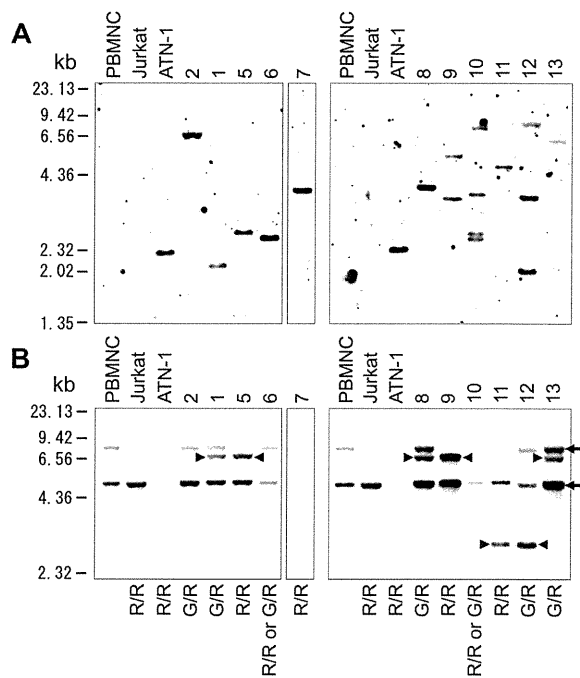 A
kb
PBMNC
Jurkat
ATN-1
2
1
5
6
7
PBMNC
Jurkat
ATN-1
8
9
10
11
12
13
23.13
9.42
6.56
4.36
2.32
2.02
1.35
B
kb
PBMNC
Jurkat
ATN-1
2
1
5
6
7
PBMNC
Jurkat
ATN-1
8
9
10
11
12
13
23.13
9.42
6.56
4.36
2.32
R/R
R/R
G/R
G/R
R/R
R/R or G/R
R/R
R/R
R/R
G/R
R/R
R/R or G/R
R/R
G/R
G/R